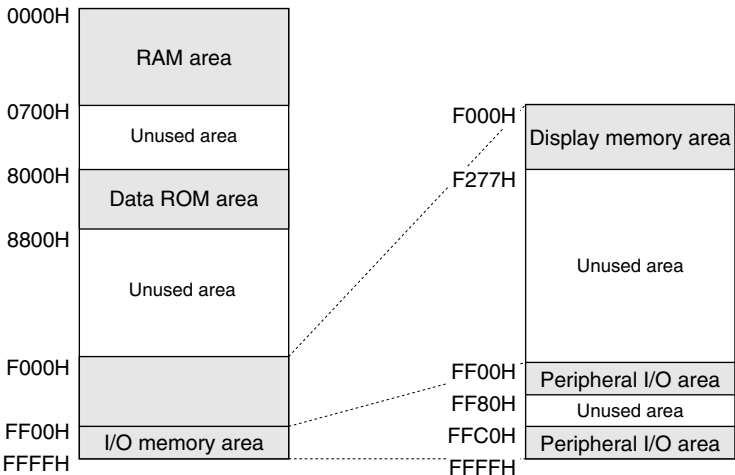 0000H
RAM area
0700H
Unused area
8000H
Data ROM area
8800H
Unused area
F000H
FF00H
I/O memory area
FFFFH
F000H
Display memory area
F277H
Unused area
FF00H
Peripheral I/O area
FF80H
Unused area
FFC0H
Peripheral I/O area
FFFFH